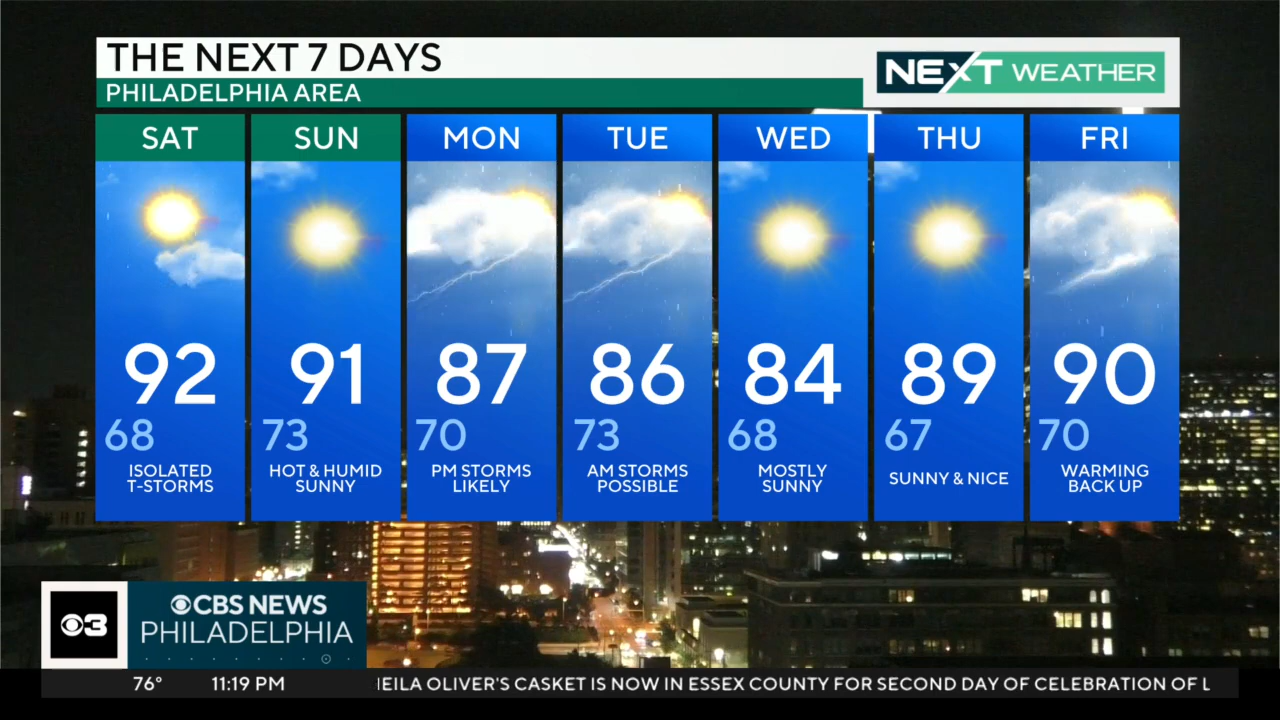 THE NEXT 7 DAYS
PHILADELPHIA AREA
NEXT WEATHER
SAT
SUN
MON
TUE
WED
THU
FRI
92
91
87
86
84
89
90
68
73
70
73
68
67
70
ISOLATED
T-STORMS
HOT & HUMID
SUNNY
PM STORMS
LIKELY
AM STORMS
POSSIBLE
MOSTLY
SUNNY
SUNNY & NICE
WARMING
BACK UP
3
CBS NEWS
PHILADELPHIA
76° 11:19 PM EILA OLIVER'S CASKET IS NOW IN ESSEX COUNTY FOR SECOND DAY OF CELEBRATION OF L